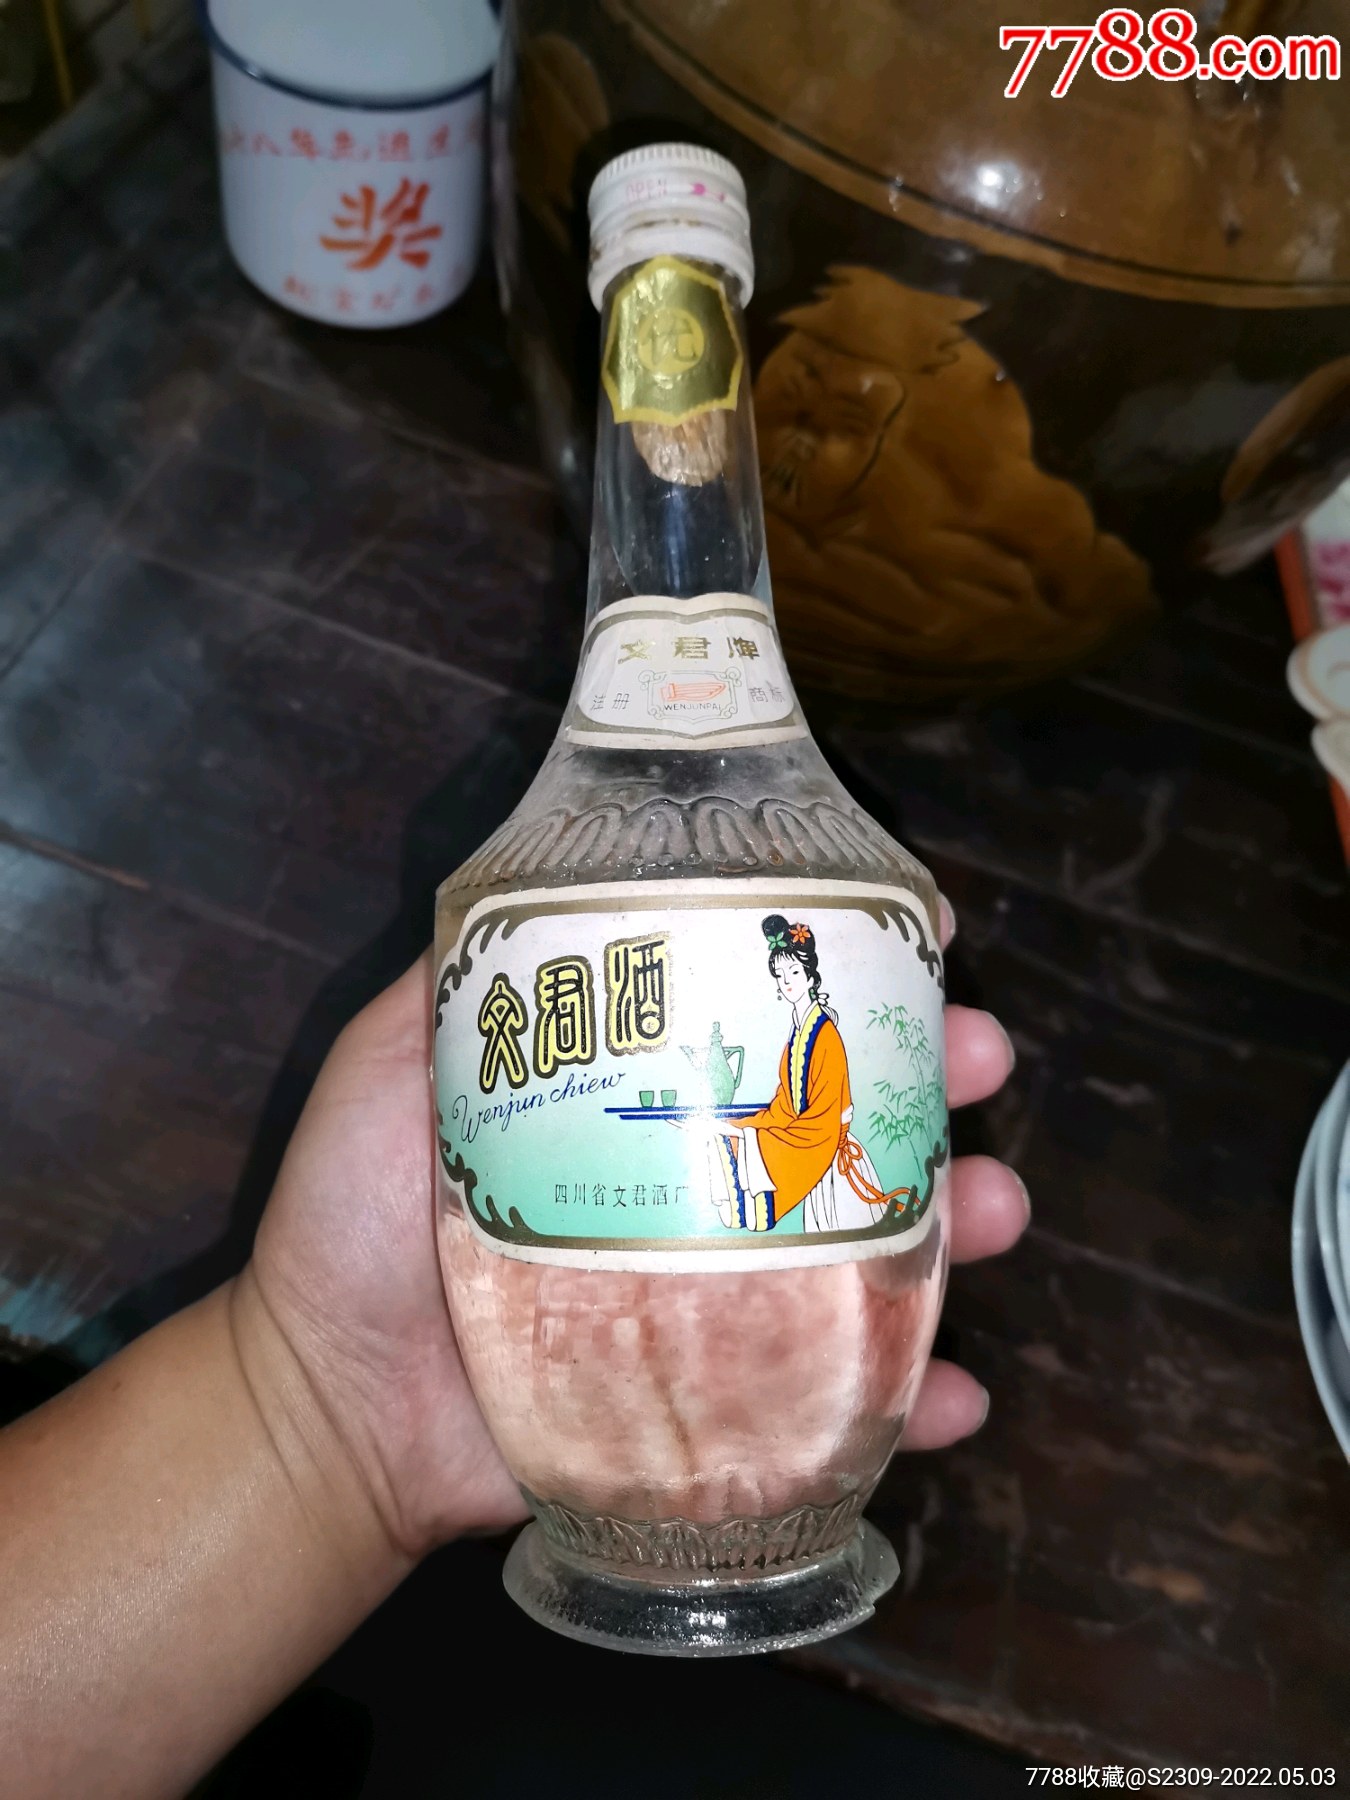 7788.com
奖
OPEN
优
文君牌
注册 商标
WENJUNPAI
文君酒
Wenjun chiew
四川省文君酒厂
7788收藏@S2309-2022.05.03